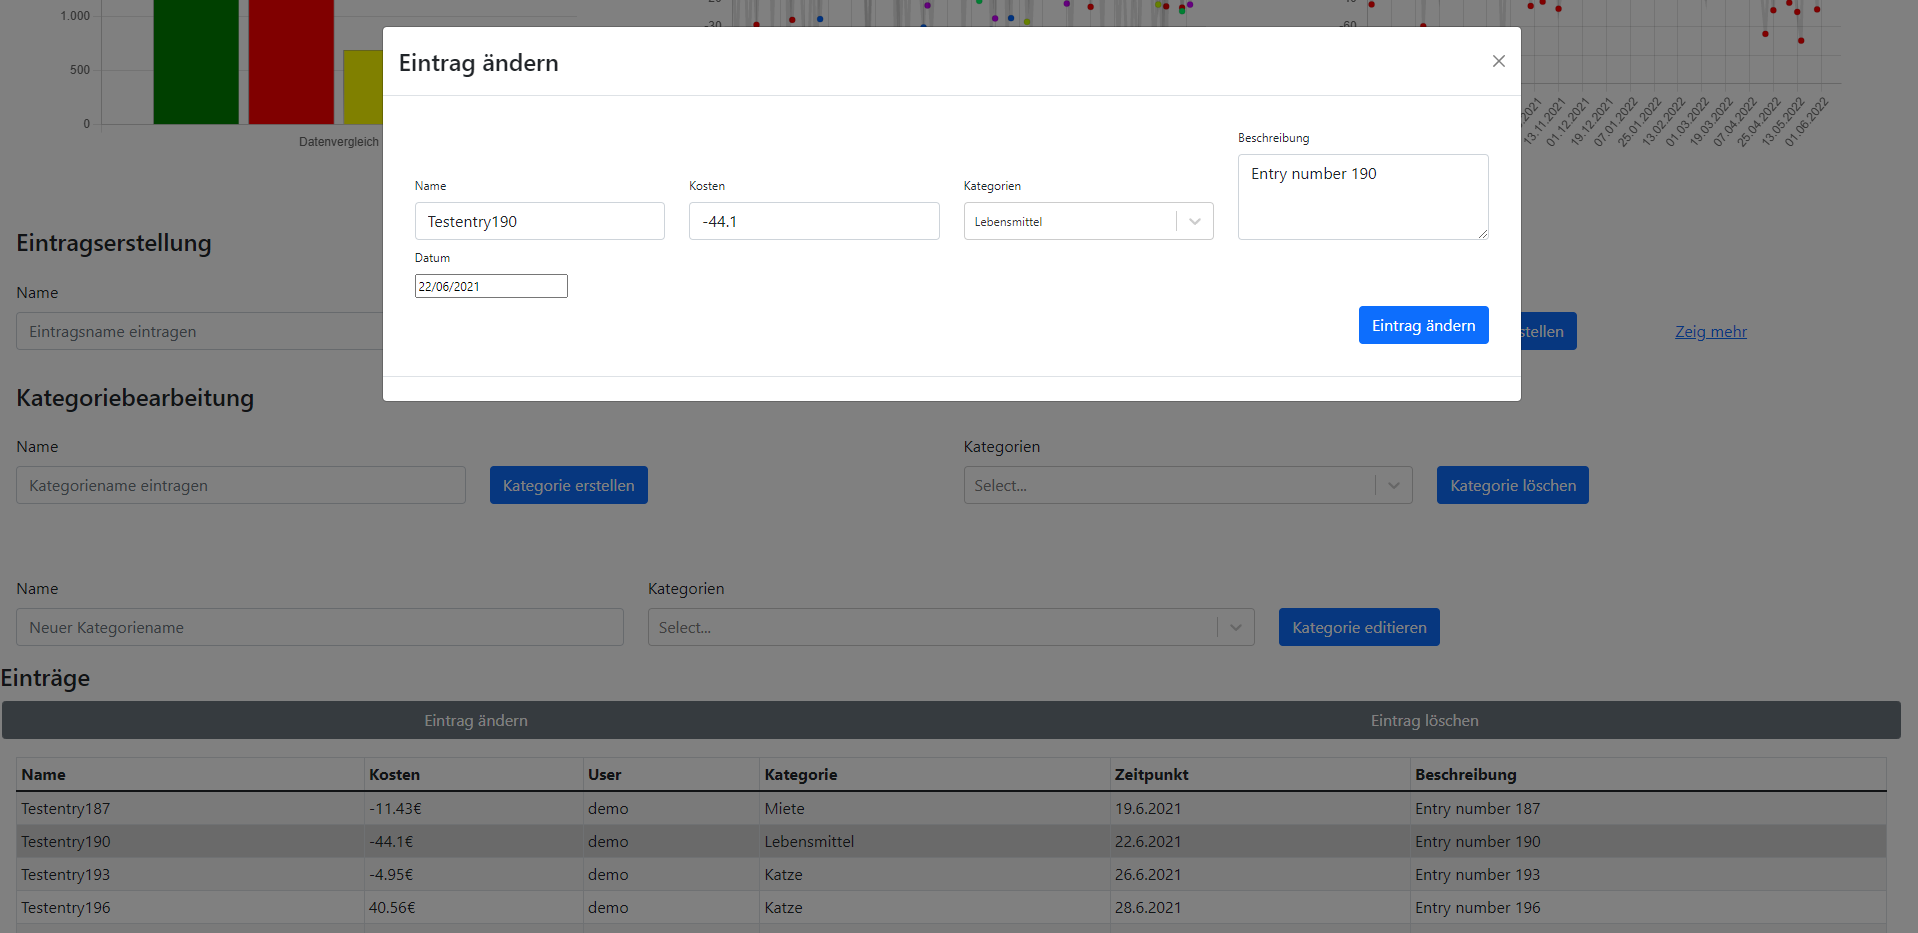 1.000
500
0
Datenvergleich
-30
-60
13.11.2021
01.12.2021
19.12.2021
07.01.2022
25.01.2022
13.02.2022
01.03.2022
19.03.2022
07.04.2022
25.04.2022
13.05.2022
01.06.2022
Eintrag ändern
Name
Testentry190
Kosten
-44.1
Kategorien
Lebensmittel
Beschreibung
Entry number 190
Datum
22/06/2021
Eintrag ändern
Eintragserstellung
Name
Eintragsname eintragen
stellen
Zeig mehr
Kategoriebearbeitung
Name
Kategoriename eintragen
Kategorie erstellen
Kategorien
Select...
Kategorie löschen
Name
Neuer Kategoriename
Kategorien
Select...
Kategorie editieren
Einträge
Eintrag ändern Eintrag löschen
Name Kosten User Kategorie Zeitpunkt Beschreibung
Testentry187 -11.43€ demo Miete 19.6.2021 Entry number 187
Testentry190 -44.1€ demo Lebensmittel 22.6.2021 Entry number 190
Testentry193 -4.95€ demo Katze 26.6.2021 Entry number 193
Testentry196 40.56€ demo Katze 28.6.2021 Entry number 196